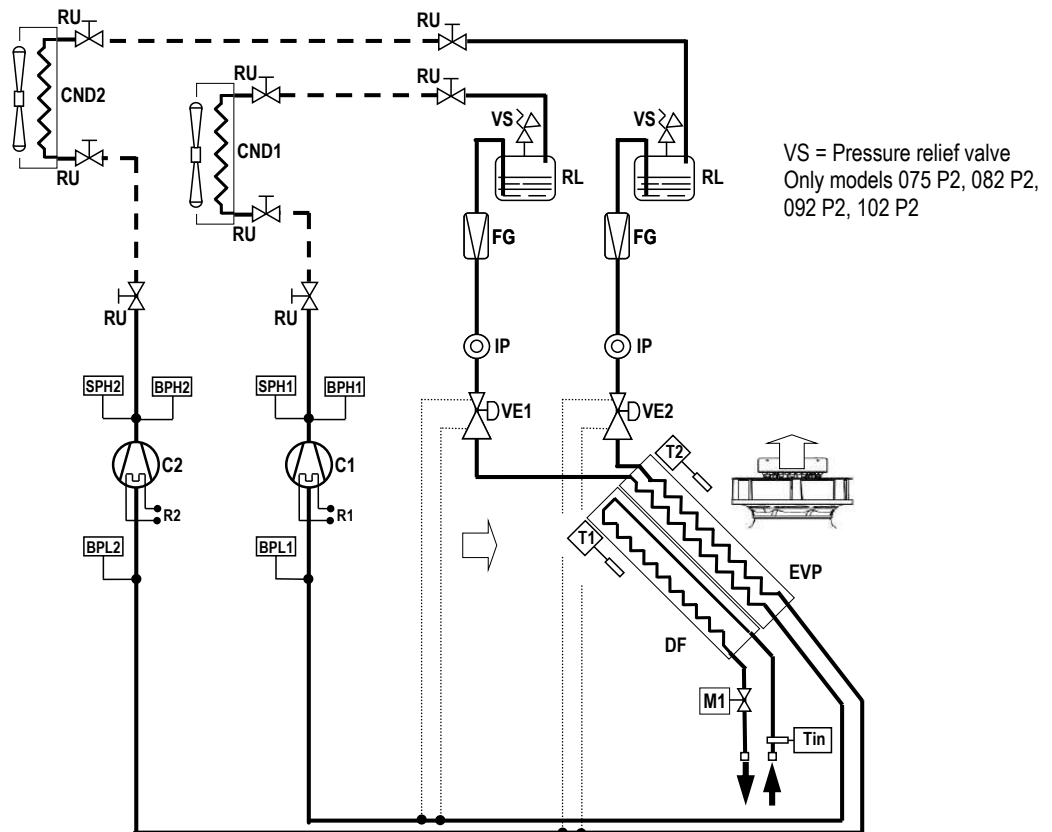 RU
RU
CND2
RU
RU
VS
VS
CND1
RL
RL
VS = Pressure relief valve
Only models 075 P2, 082 P2,
092 P2, 102 P2
RU
RU
FG
FG
RU
RU
IP
IP
SPH2
BPH2
SPH1
BPH1
VE1
VE2
C2
C1
T2
R2
R1
BPL2
BPL1
T1
EVP
DF
M1
Tin